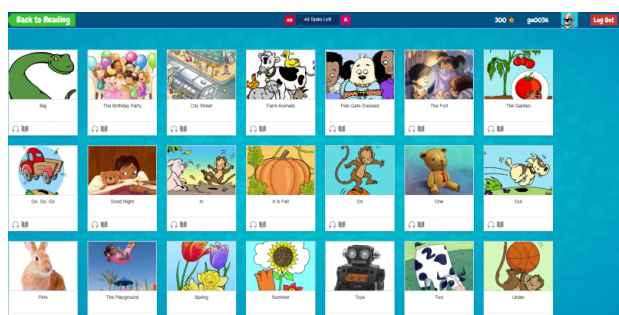 Back to Reading
aa
44 Tasks Left
A
300
ga0036
Log Out
Big
The Birthday Party
City Street
Farm Animals
Fido Gets Dressed
The Fort
The Garden
Go, Go, Go
Good Night
In
It Is Fall
On
One
Out
Pets
The Playground
Spring
Summer
Toys
Two
Under